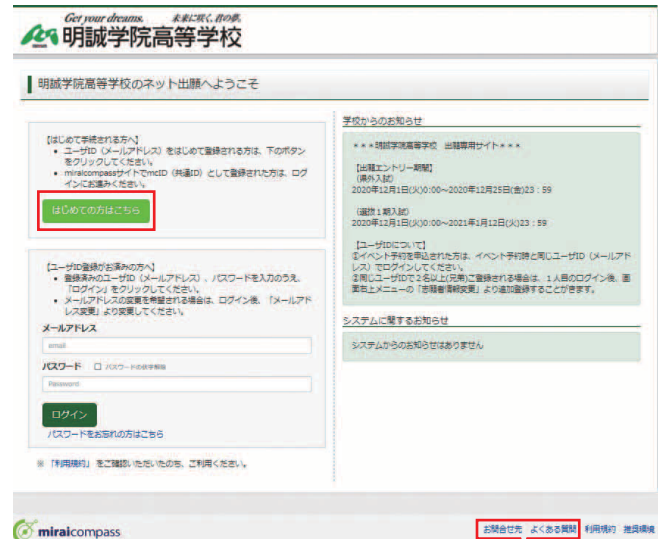 Get your dreams. 未来に咲く、君の夢。
明誠学院高等学校
明誠学院高等学校のネット出願へようこそ
【はじめて手続される方へ】
• ユーザID（メールアドレス）をはじめて登録される方は、下のボタン
をクリックしてください。
• miraicompassサイトでmcID（共通ID）として登録された方は、ログ
インにお進みください。
はじめての方はこちら
【ユーザID登録がお済みの方へ】
• 登録済みのユーザID（メールアドレス）、パスワードを入力のうえ、
「ログイン」をクリックしてください。
• メールアドレスの変更を希望される場合は、ログイン後、「メールアド
レス変更」より変更してください。
メールアドレス
email
パスワード □ パスワードの伏字解除
Password
ログイン
パスワードをお忘れの方はこちら
※ 「利用規約」をご確認いただいたのち、ご利用ください。
学校からのお知らせ
＊＊＊明誠学院高等学校 出願専用サイト＊＊＊
【出願エントリー期間】
（県外入試）
2020年12月1日(火)0:00～2020年12月25日(金)23：59
（選抜１期入試）
2020年12月1日(火)0:00～2021年1月12日(火)23：59
【ユーザIDについて】
①イベント予約を申込された方は、イベント予約時と同じユーザID（メールアド
レス）でログインしてください。
②同じユーザIDで２名以上(兄弟)ご登録される場合は、１人目のログイン後、画
面右上メニューの「志願者情報変更」より追加登録することができます。
システムに関するお知らせ
システムからのお知らせはありません
miraicompass
お問合せ先 よくある質問 利用規約 推奨環境